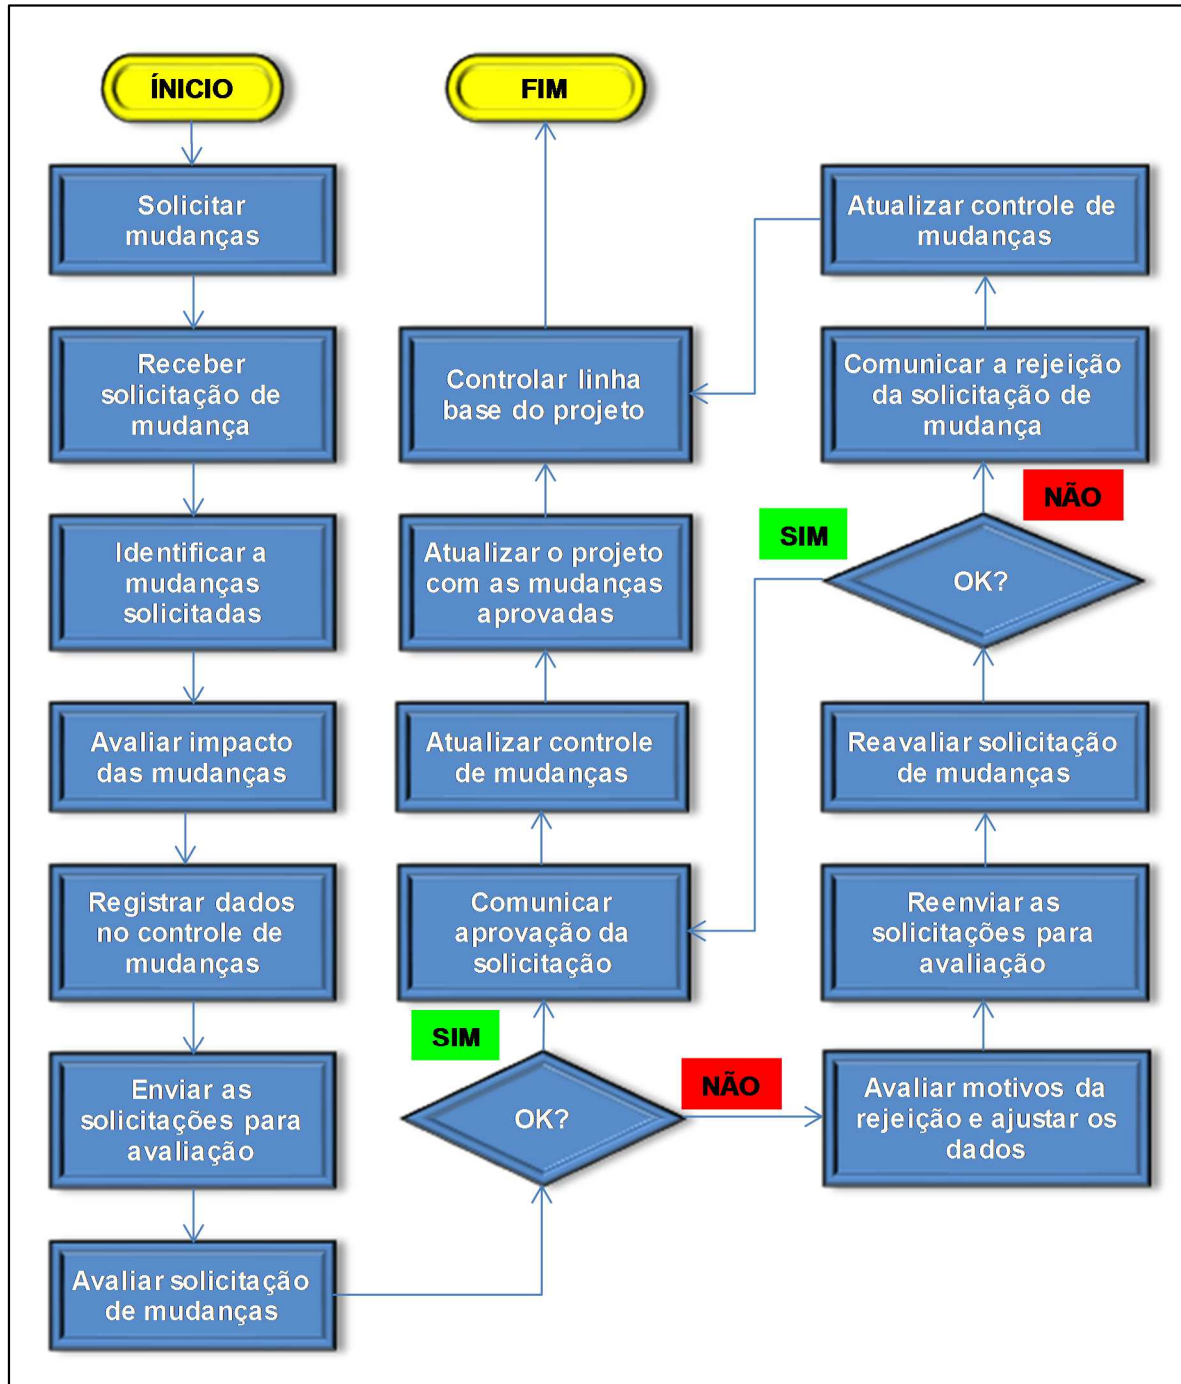 ÍNICIO
Solicitar
mudanças
Receber
solicitação de
mudança
Identificar a
mudanças
solicitadas
Avaliar impacto
das mudanças
Registrar dados
no controle de
mudanças
Enviar as
solicitações para
avaliação
Avaliar solicitação
de mudanças
FIM
Controlar linha
base do projeto
Atualizar o projeto
com as mudanças
aprovadas
Atualizar controle
de mudanças
Comunicar
aprovação da
solicitação
SIM
OK?
NÃO
Atualizar controle de
mudanças
Comunicar a rejeição
da solicitação de
mudança
NÃO
SIM
OK?
Reavaliar solicitação
de mudanças
Reenviar as
solicitações para
avaliação
Avaliar motivos da
rejeição e ajustar os
dados